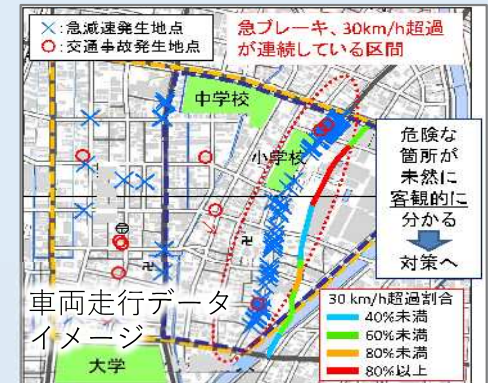 ×:急減速発生地点
○:交通事故発生地点
急ブレーキ、30km/h超過
が連続している区間
中学校
小学校
危険な
箇所が
未然に
客観的に
分かる
対策へ
車両走行データ
イメージ
大学
30km/h超過割合
40%未満
60%未満
80%未満
80%以上